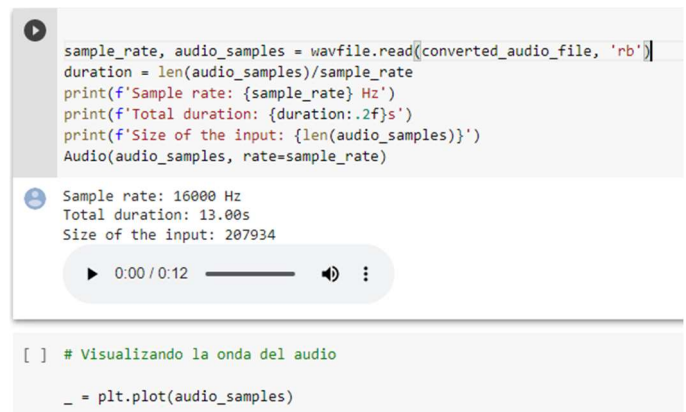 sample_rate, audio_samples = wavfile.read(converted_audio_file, 'rb')
duration = len(audio_samples)/sample_rate
print(f'Sample rate: {sample_rate} Hz')
print(f'Total duration: {duration:.2f}s')
print(f'Size of the input: {len(audio_samples)}')
Audio(audio_samples, rate=sample_rate)
Sample rate: 16000 Hz
Total duration: 13.00s
Size of the input: 207934
0:00 / 0:12
[ ] # Visualizando la onda del audio
_ = plt.plot(audio_samples)